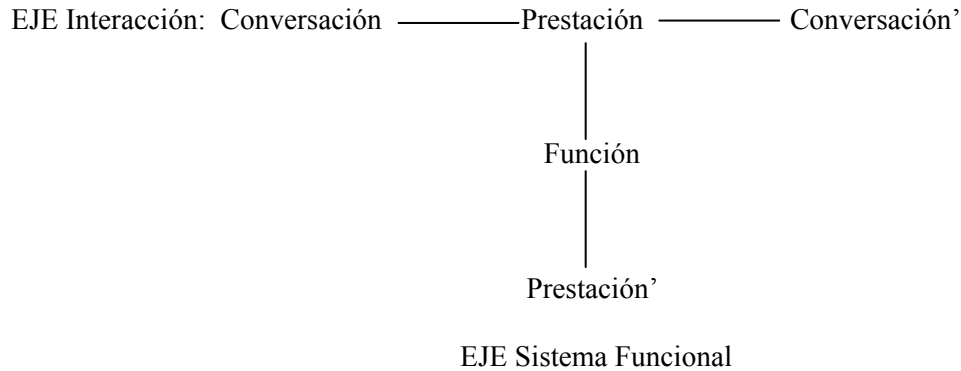 EJE Interacción: Conversación Prestación Conversación’
Función
Prestación’
EJE Sistema Funcional